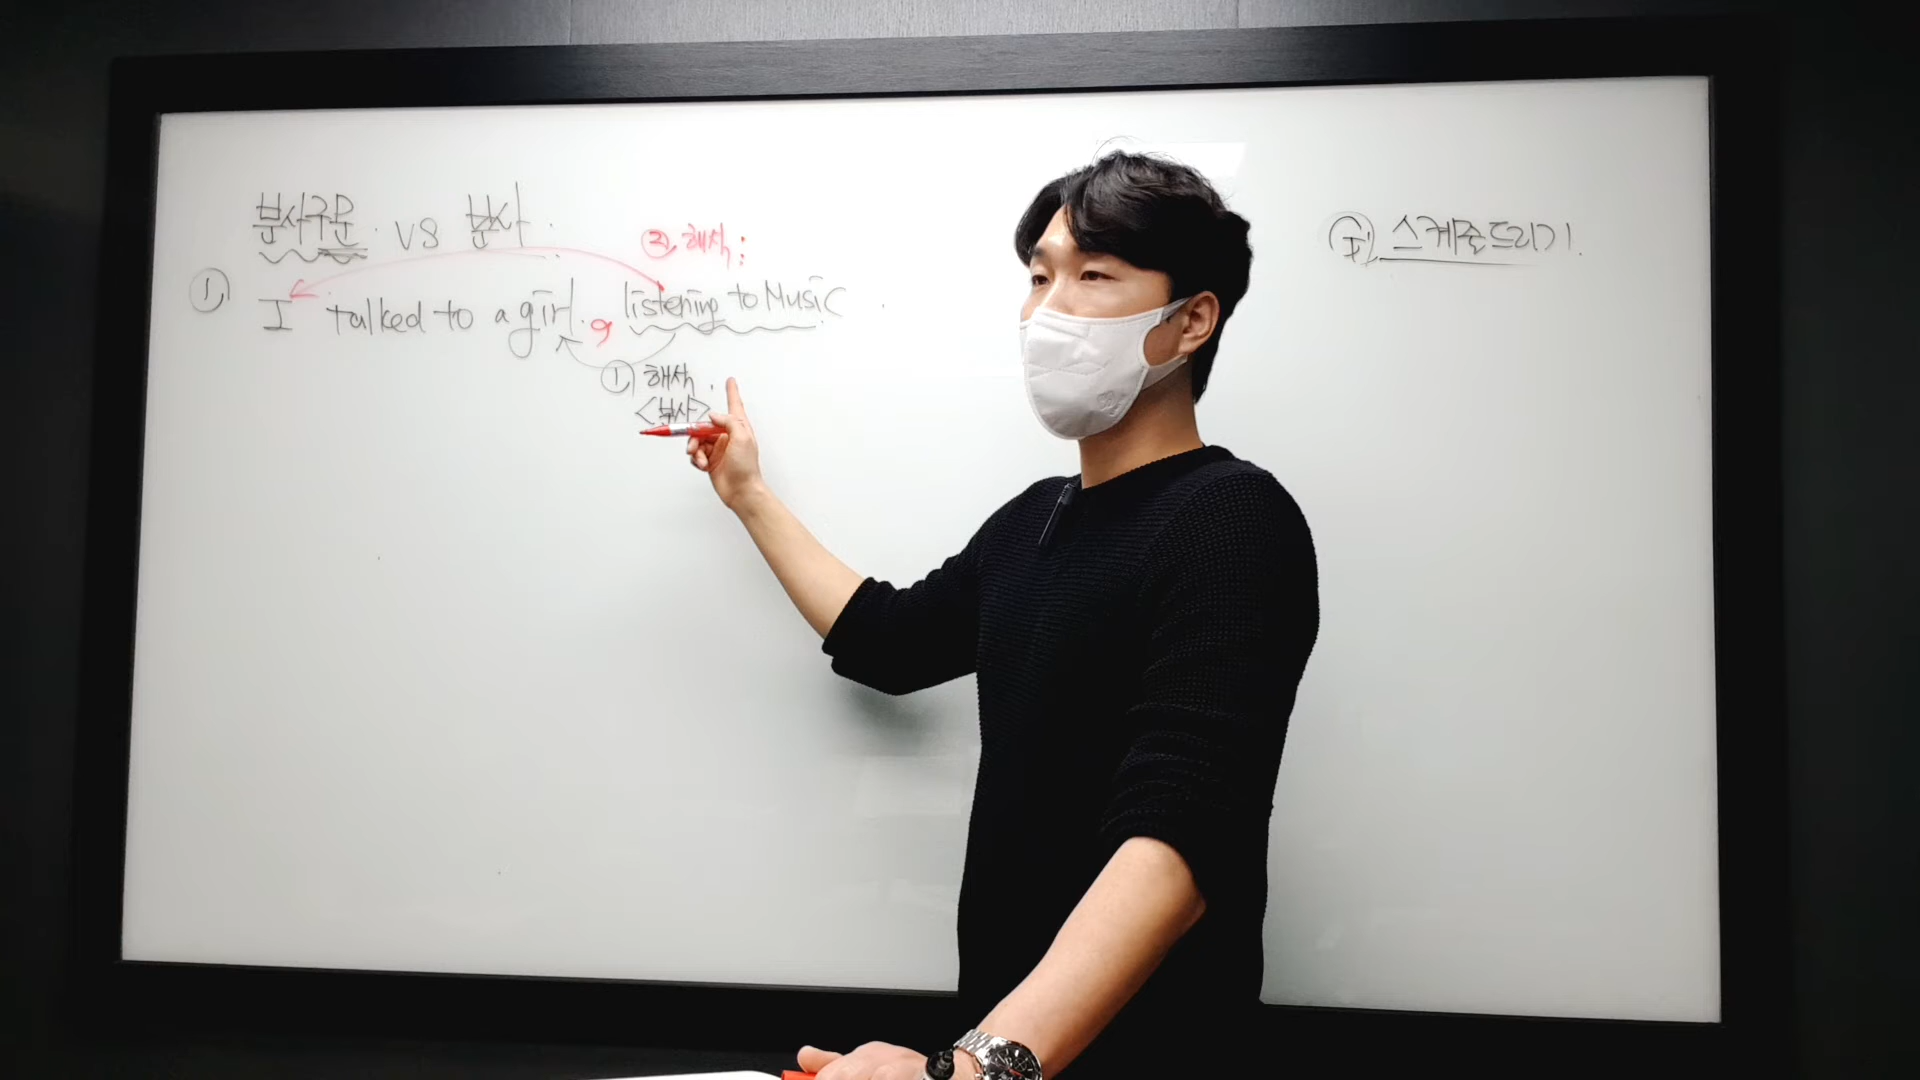 분사구문 vs 분사.
② 해석:
① I talked to a girl, listening to Music.
① 해석.
<분사>
스케줄드리기.